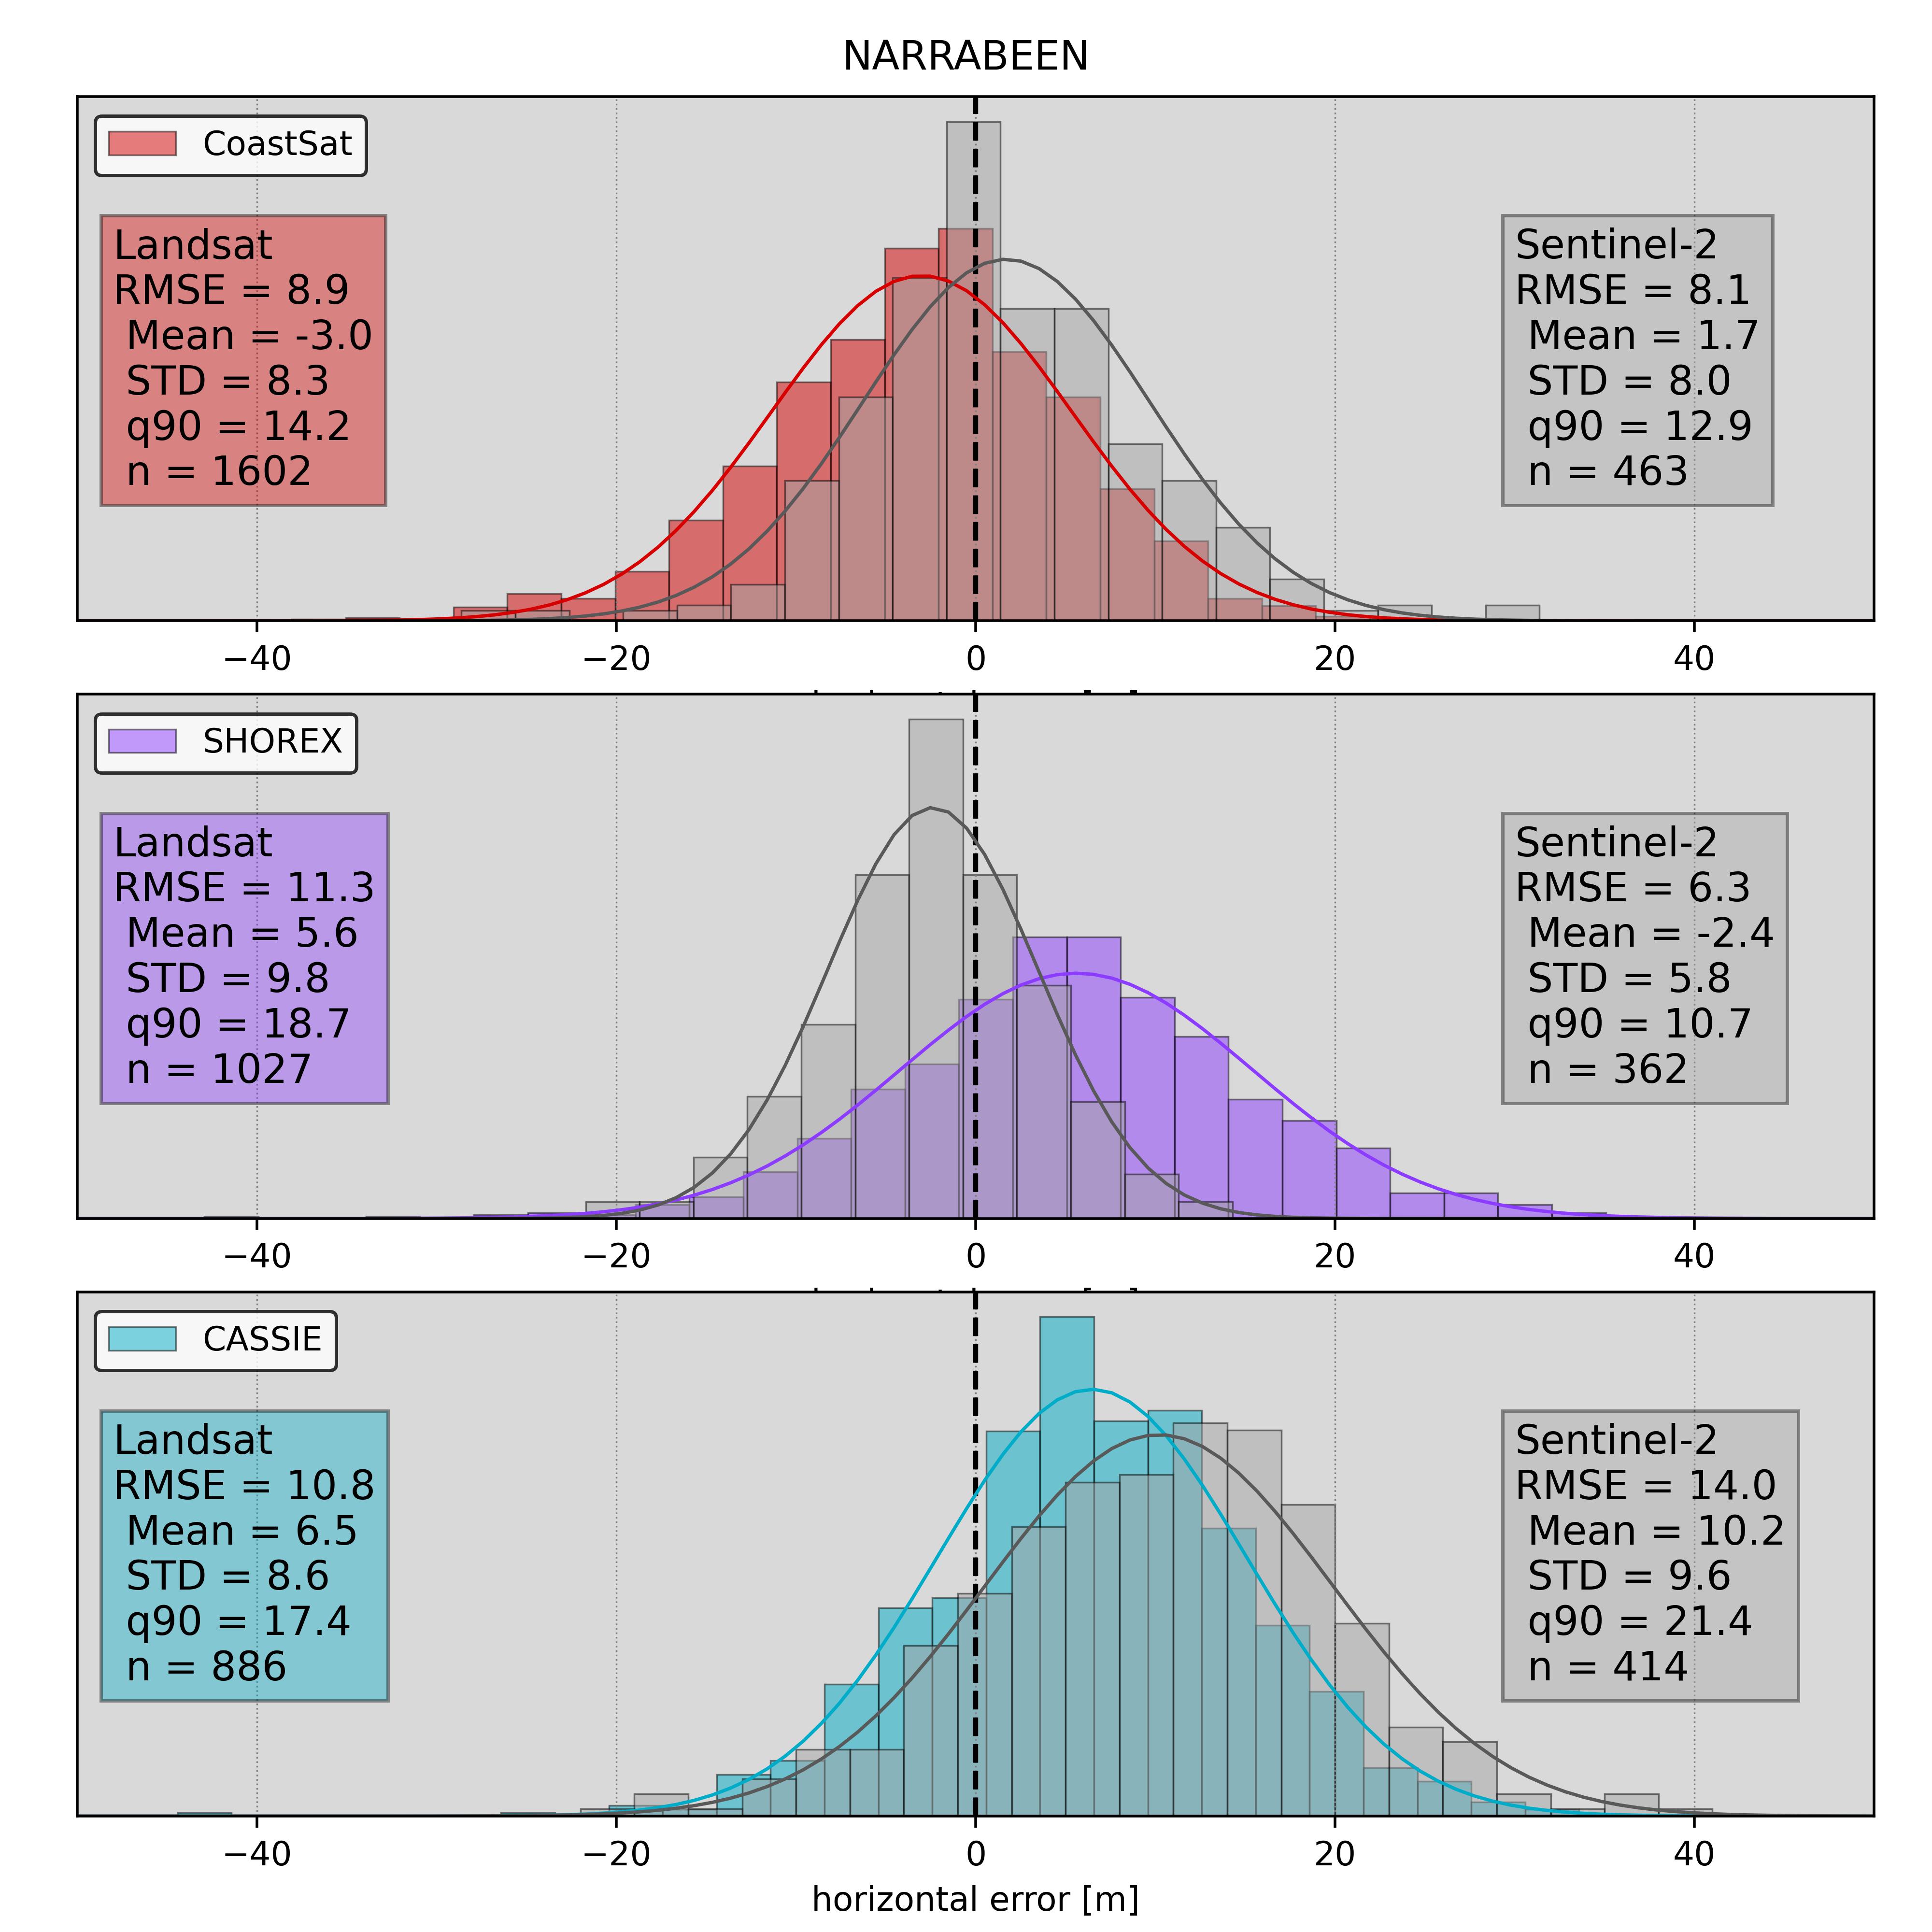 NARRABEEN
CoastSat
Landsat
RMSE = 8.9
Mean = -3.0
STD = 8.3
q90 = 14.2
n = 1602
Sentinel-2
RMSE = 8.1
Mean = 1.7
STD = 8.0
q90 = 12.9
n = 463
−40 −20 0 20 40
SHOREX
Landsat
RMSE = 11.3
Mean = 5.6
STD = 9.8
q90 = 18.7
n = 1027
Sentinel-2
RMSE = 6.3
Mean = -2.4
STD = 5.8
q90 = 10.7
n = 362
−40 −20 0 20 40
CASSIE
Landsat
RMSE = 10.8
Mean = 6.5
STD = 8.6
q90 = 17.4
n = 886
Sentinel-2
RMSE = 14.0
Mean = 10.2
STD = 9.6
q90 = 21.4
n = 414
−40 −20 0 20 40
horizontal error [m]